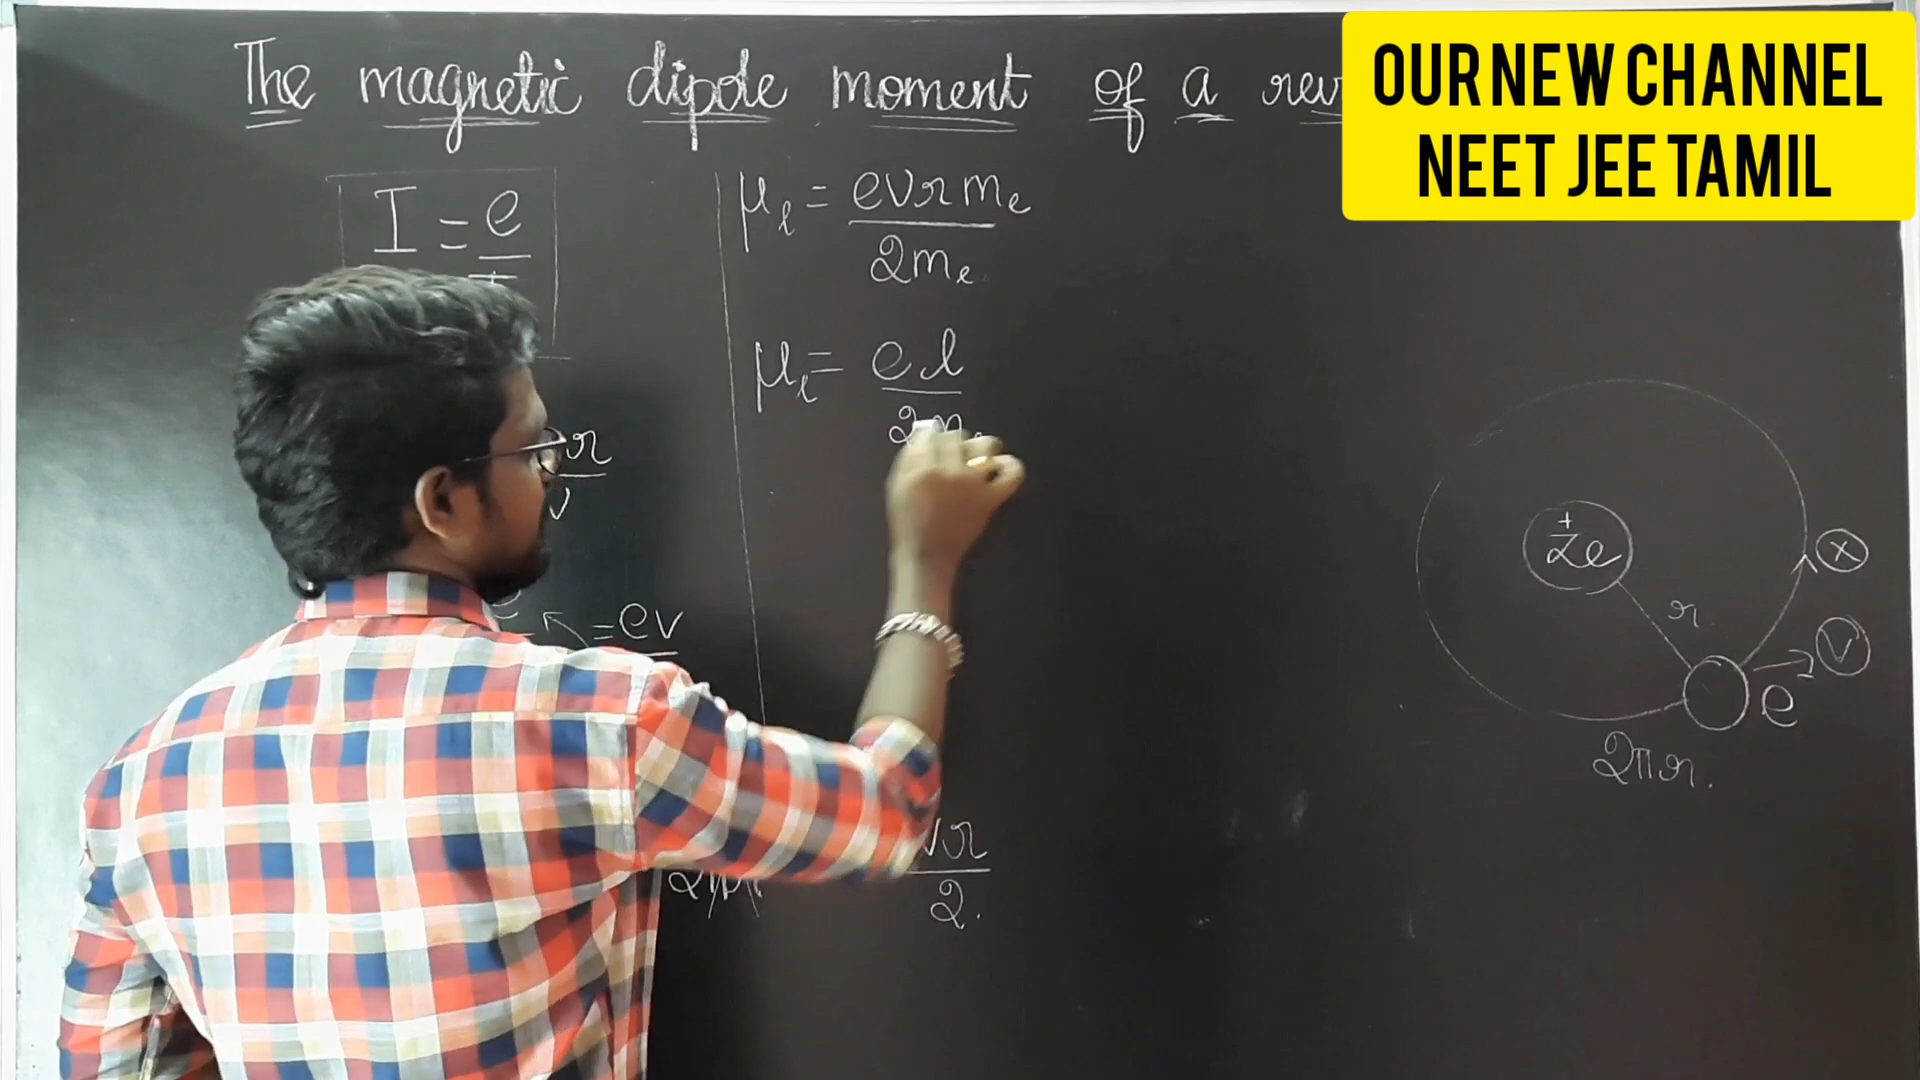 The magnetic dipole moment of a rev
OUR NEW CHANNEL
NEET JEE TAMIL
I = e
μl = evrme
2me
μl = el
2m
r
v
= ev
vr
2.
+
Ze
r
x
v
e
2πr.